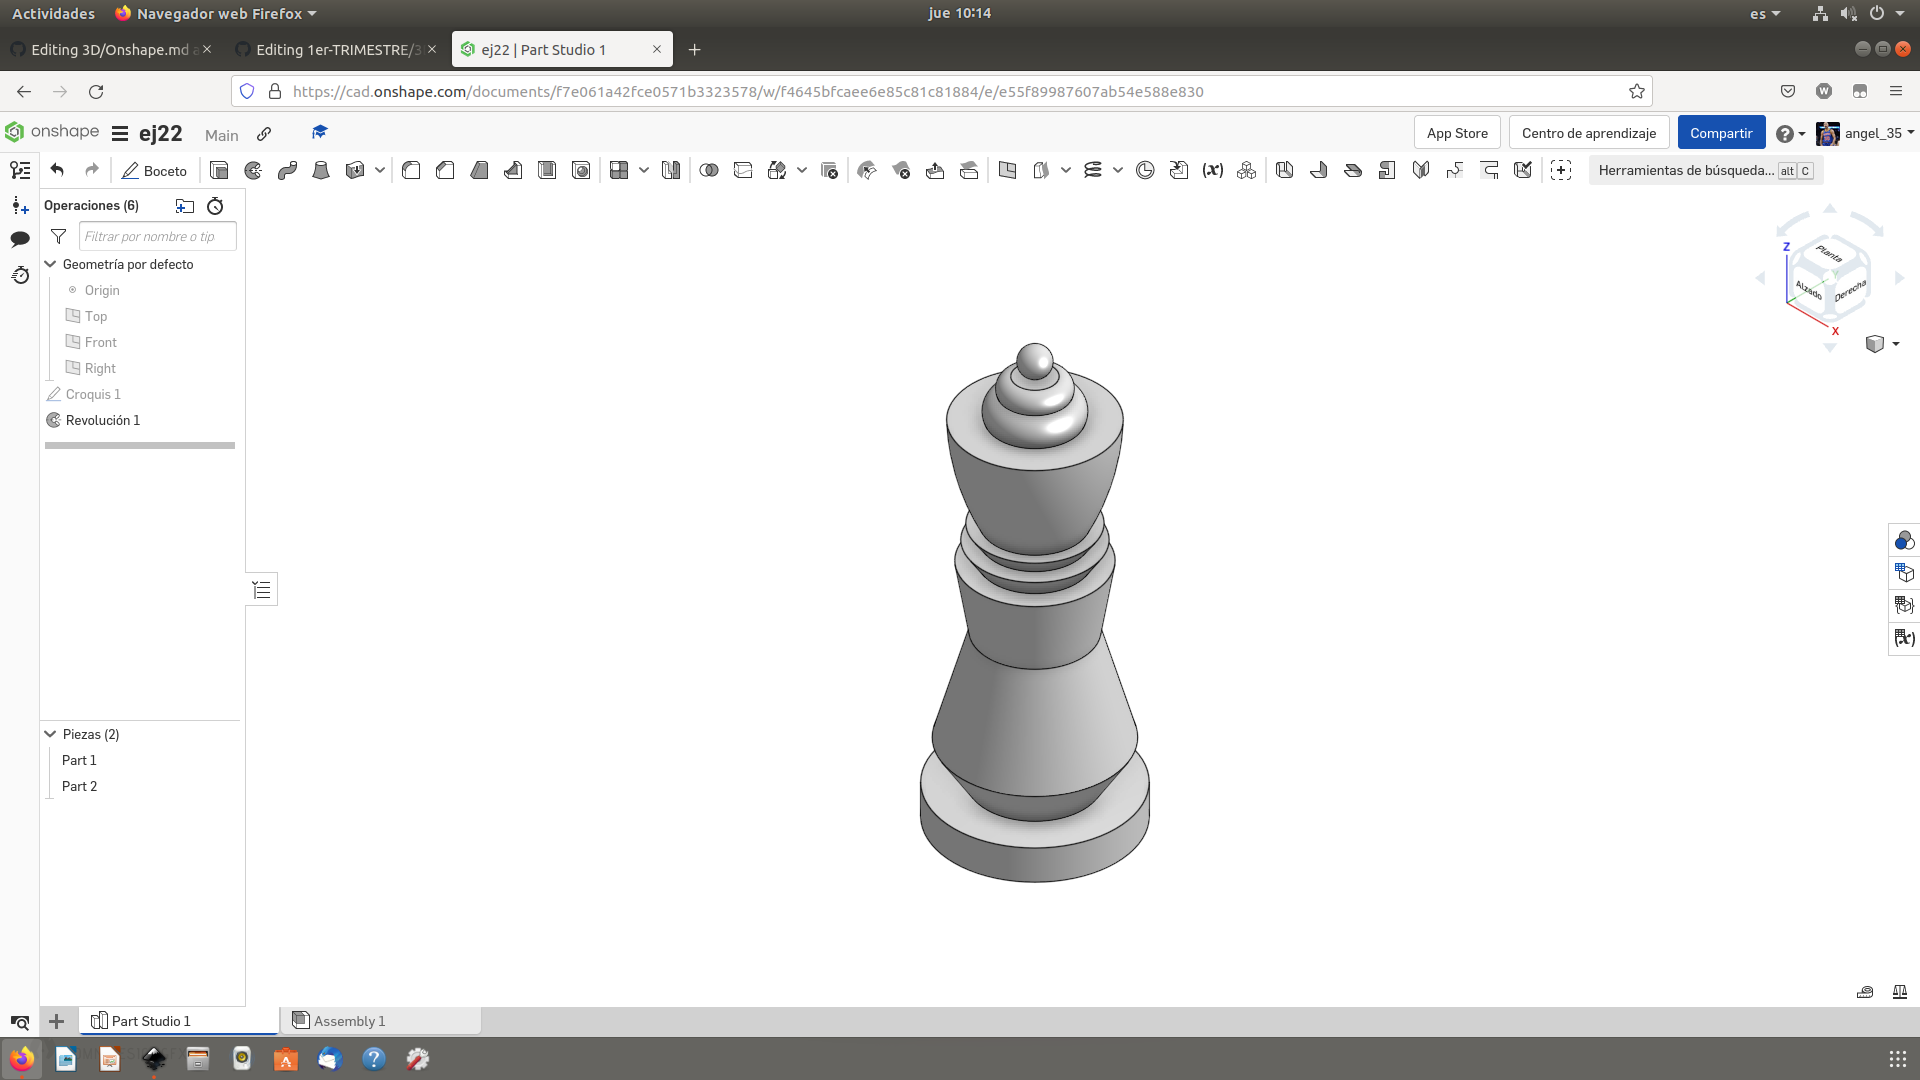 Actividades
Navegador web Firefox
jue 10:14
es
Editing 3D/Onshape.md a
Editing 1er-TRIMESTRE/3
ej22 | Part Studio 1
https://cad.onshape.com/documents/f7e061a42fce0571b3323578/w/f4645bfcaee6e85c81c81884/e/e55f89987607ab54e588e830
onshape
ej22
Main
App Store
Centro de aprendizaje
Compartir
angel_35
Boceto
Herramientas de búsqueda... alt C
Operaciones (6)
Filtrar por nombre o tip
Geometría por defecto
Origin
Top
Front
Right
Croquis 1
Revolución 1
Z
Planta
Alzado
Derecha
X
Piezas (2)
Part 1
Part 2
Part Studio 1
Assembly 1